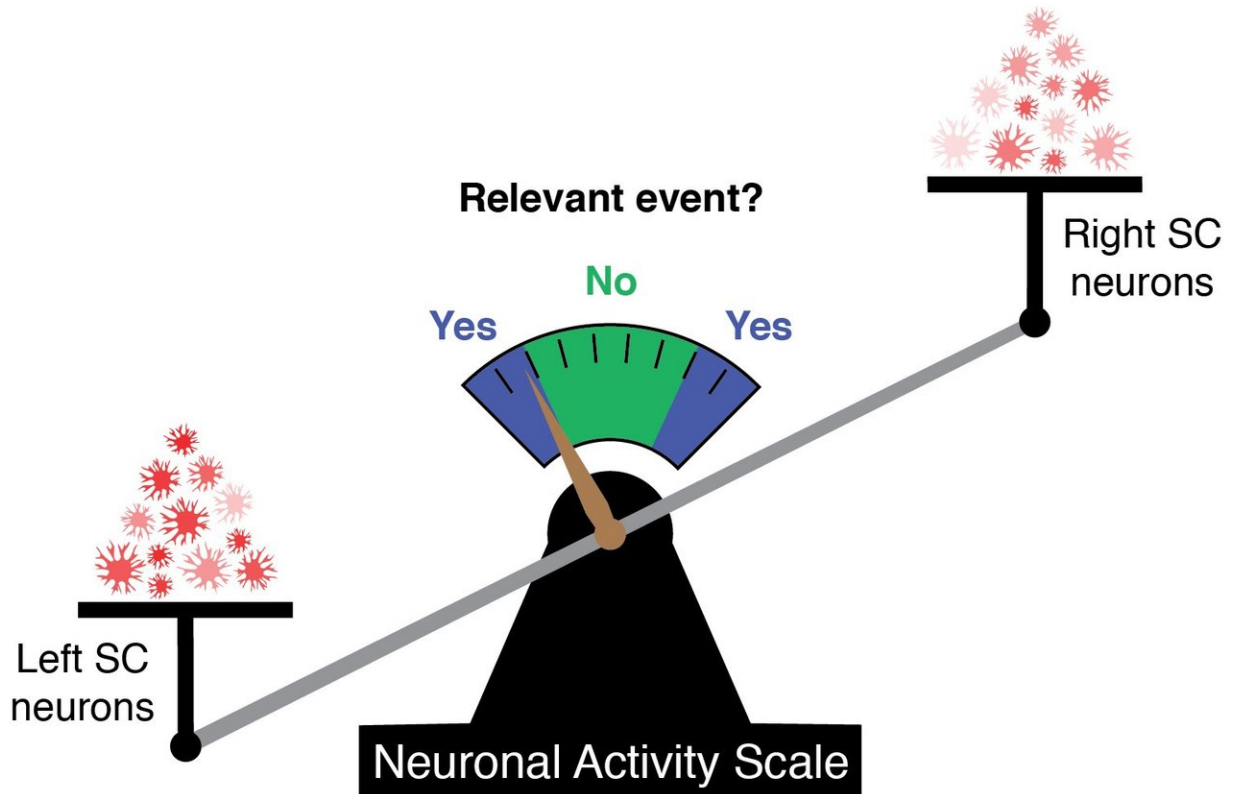 Relevant event?
No
Yes
Yes
Right SC
neurons
Left SC
neurons
Neuronal Activity Scale